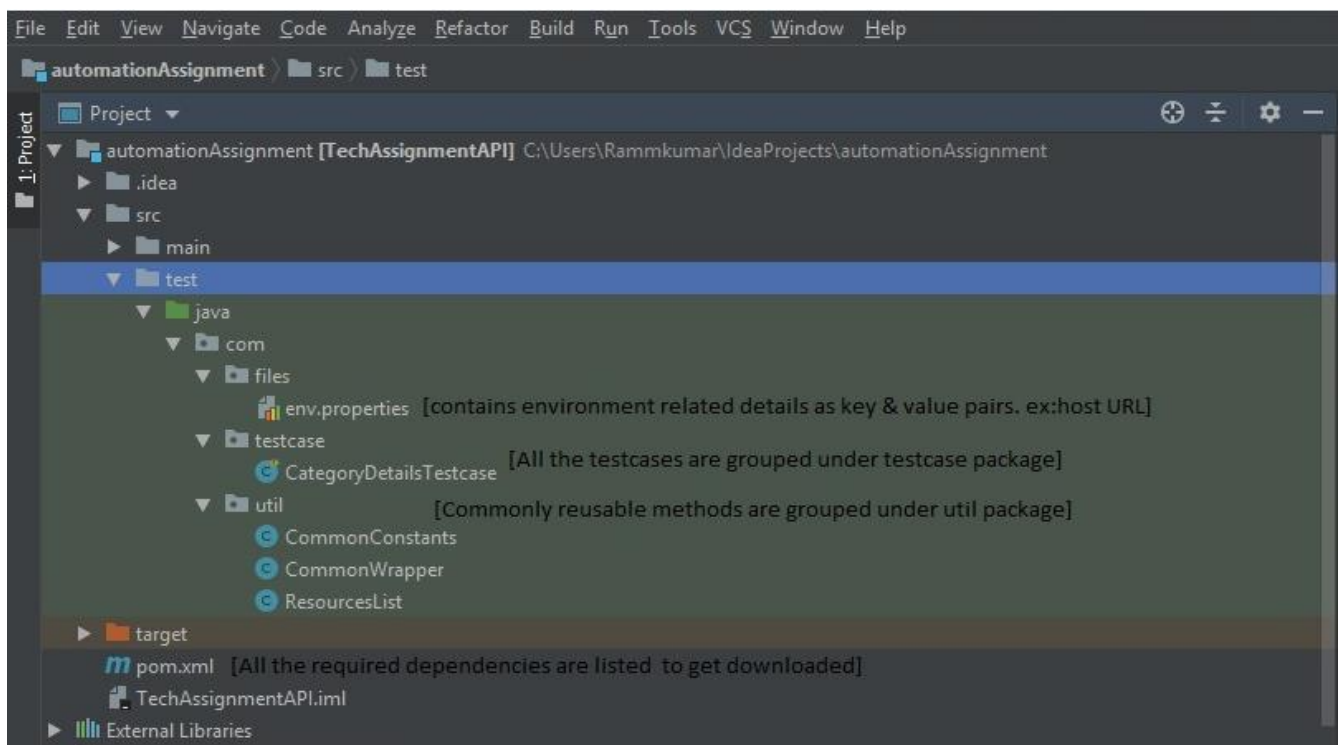 File Edit View Navigate Code Analyze Refactor Build Run Tools VCS Window Help
automationAssignment src test
1: Project
Project
automationAssignment [TechAssignmentAPI] C:\Users\Rammkumar\IdeaProjects\automationAssignment
.idea
src
main
test
java
com
files
env.properties [contains environment related details as key & value pairs. ex:host URL]
testcase
CategoryDetailsTestcase [All the testcases are grouped under testcase package]
util [Commonly reusable methods are grouped under util package]
CommonConstants
CommonWrapper
ResourcesList
target
pom.xml [All the required dependencies are listed to get downloaded]
TechAssignmentAPI.iml
External Libraries